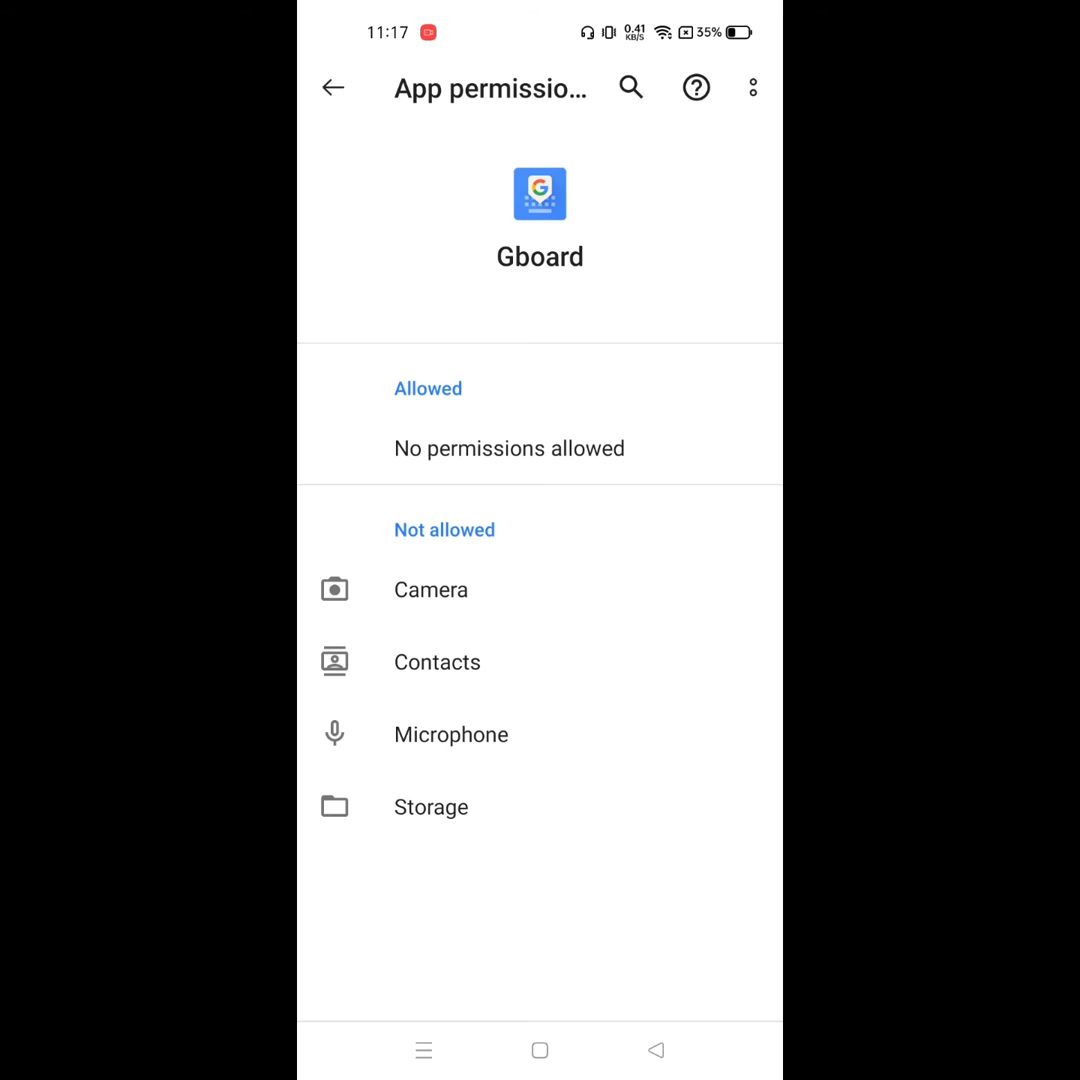 11:17 0.41 KB/S 35%
App permissio...
G
Gboard
Allowed
No permissions allowed
Not allowed
Camera
Contacts
Microphone
Storage